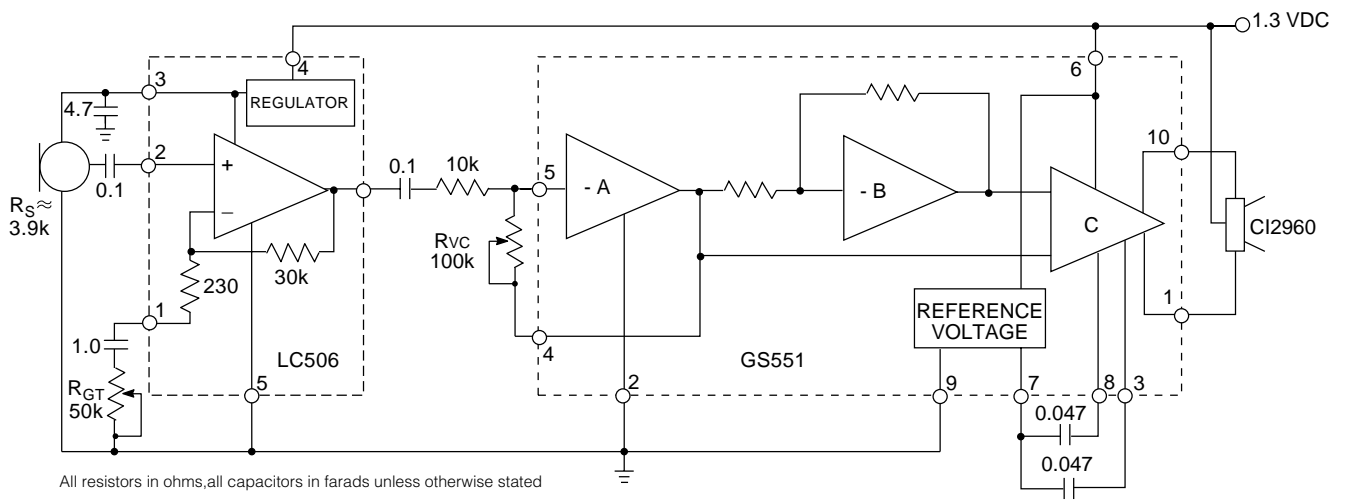 1.3 VDC
4
6
3
REGULATOR
4.7
10
2
+
0.1
10k
5
- A
- B
0.1
C
RS≈
3.9k
–
RVC
100k
CI2960
30k
230
REFERENCE
VOLTAGE
1
1
1.0
4
LC506
GS551
RGT
50k
5
2
9
7
8
3
0.047
0.047
All resistors in ohms,all capacitors in farads unless otherwise stated